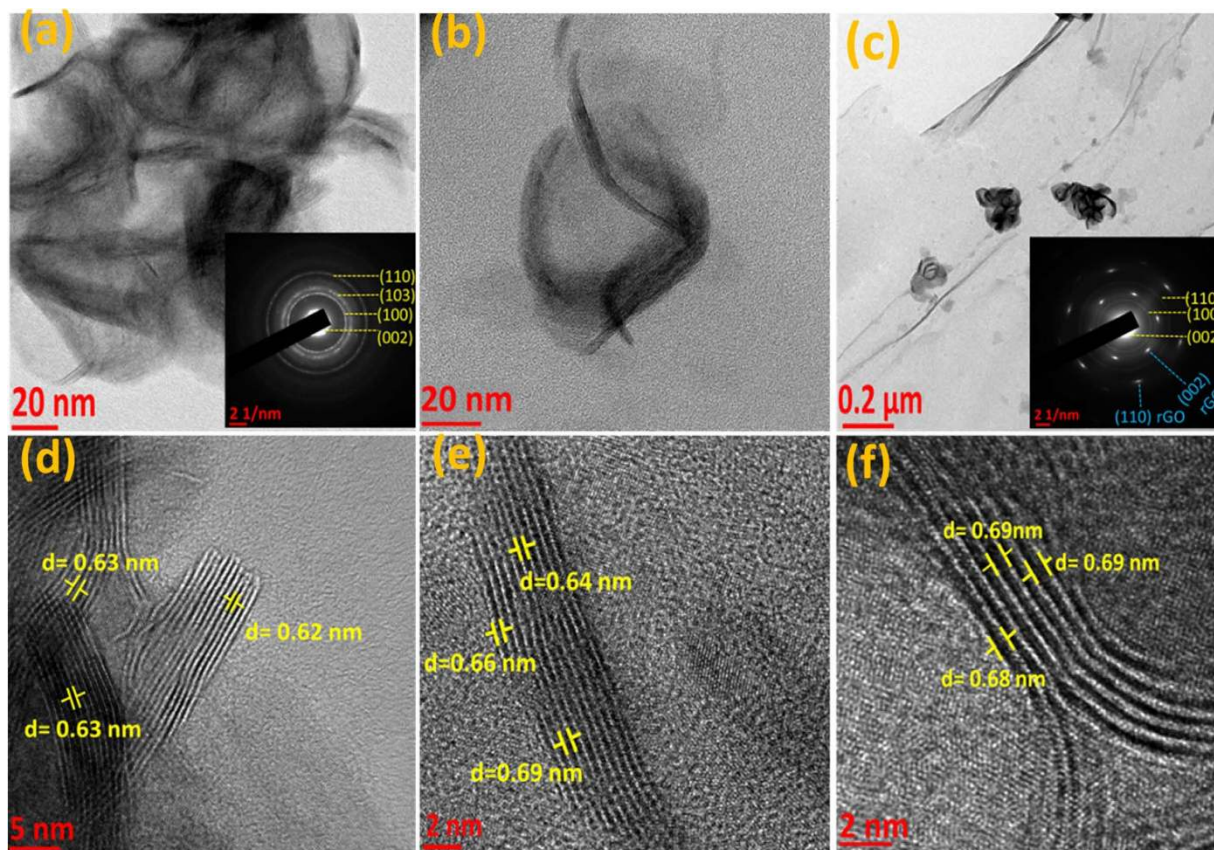 (a)
(110)
(103)
(100)
(002)
20 nm
2 1/nm
(b)
20 nm
(c)
(110
(100
(002
(002)
rG
(110) rGO
0.2 µm
2 1/nm
(d)
d= 0.63 nm
d= 0.62 nm
d= 0.63 nm
5 nm
(e)
d=0.64 nm
d=0.66 nm
d=0.69 nm
2 nm
(f)
d= 0.69nm
d= 0.69 nm
d= 0.68 nm
2 nm